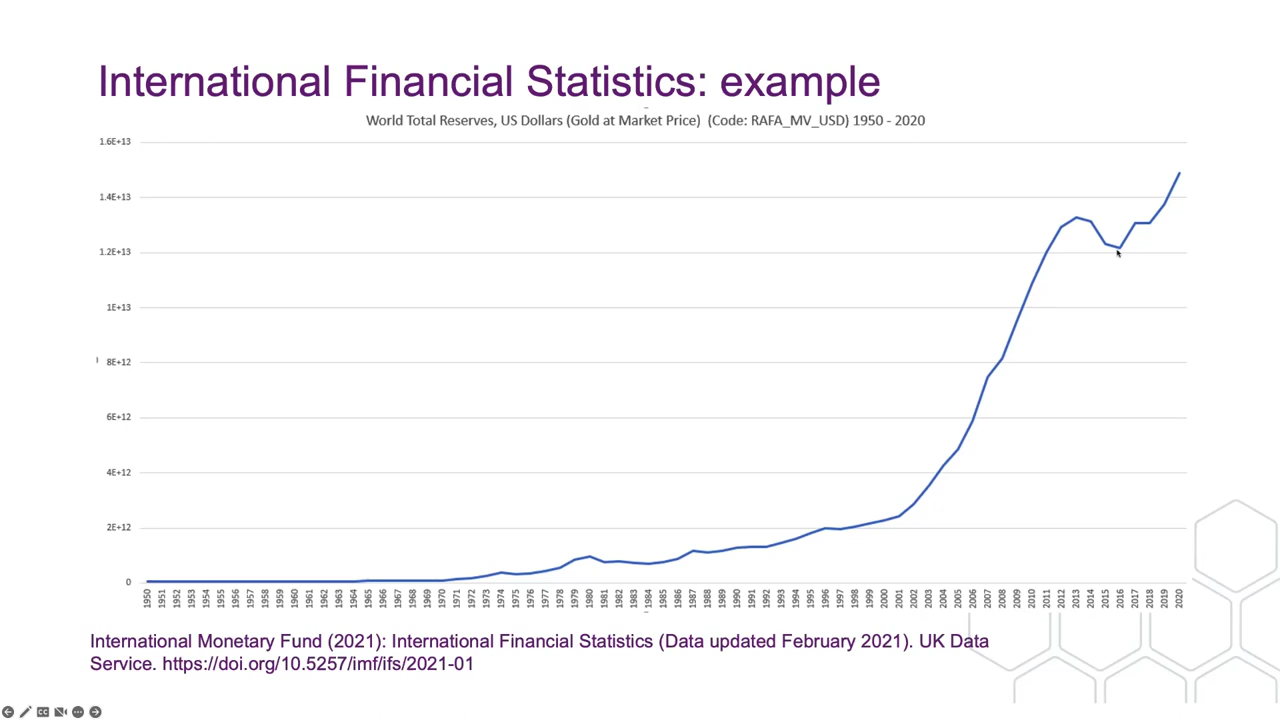 International Financial Statistics: example
World Total Reserves, US Dollars (Gold at Market Price) (Code: RAFA_MV_USD) 1950 - 2020
1.6E+13
1.4E+13
1.2E+13
1E+13
8E+12
6E+12
4E+12
2E+12
0
1950 1951 1952 1953 1954 1955 1956 1957 1958 1959 1960 1961 1962 1963 1964 1965 1966 1967 1968 1969 1970 1971 1972 1973 1974 1975 1976 1977 1978 1979 1980 1981 1982 1983 1984 1985 1986 1987 1988 1989 1990 1991 1992 1993 1994 1995 1996 1997 1998 1999 2000 2001 2002 2003 2004 2005 2006 2007 2008 2009 2010 2011 2012 2013 2014 2015 2016 2017 2018 2019 2020
International Monetary Fund (2021): International Financial Statistics (Data updated February 2021). UK Data
Service. https://doi.org/10.5257/imf/ifs/2021-01
CC